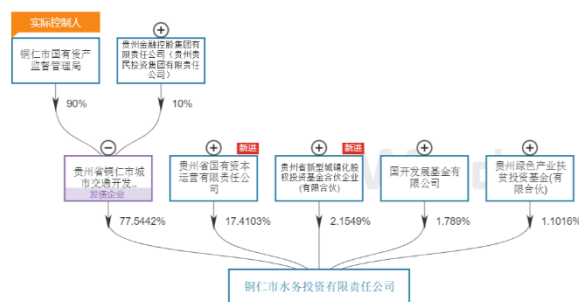 实际控制人
铜仁市国有资产
监督管理局
贵州金融控股集团有
限责任公司（贵州贵
民投资集团有限责任
公司）
90%
10%
贵州省铜仁市城
市交通开发..
发债企业
新进
贵州省国有资本
运营有限责任公
司
新进
贵州省新型城镇化股
权投资基金合伙企业
(有限合伙)
国开发展基金有
限公司
贵州绿色产业扶
贫投资基金(有
限合伙)
77.5442%
17.4103%
2.1549%
1.789%
1.1016%
铜仁市水务投资有限责任公司